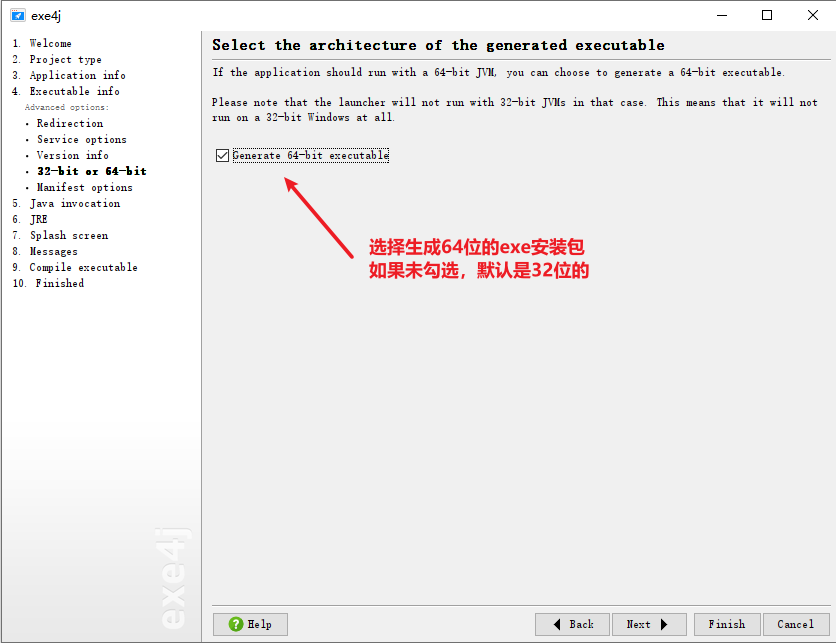 exe4j
1. Welcome
2. Project type
3. Application info
4. Executable info
Advanced options:
• Redirection
• Service options
• Version info
• 32-bit or 64-bit
• Manifest options
5. Java invocation
6. JRE
7. Splash screen
8. Messages
9. Compile executable
10. Finished
exe4j
Select the architecture of the generated executable
If the application should run with a 64-bit JVM, you can choose to generate a 64-bit executable.
Please note that the launcher will not run with 32-bit JVMs in that case. This means that it will not
run on a 32-bit Windows at all.
Generate 64-bit executable
选择生成64位的exe安装包
如果未勾选，默认是32位的
Help
Back
Next
Finish
Cancel